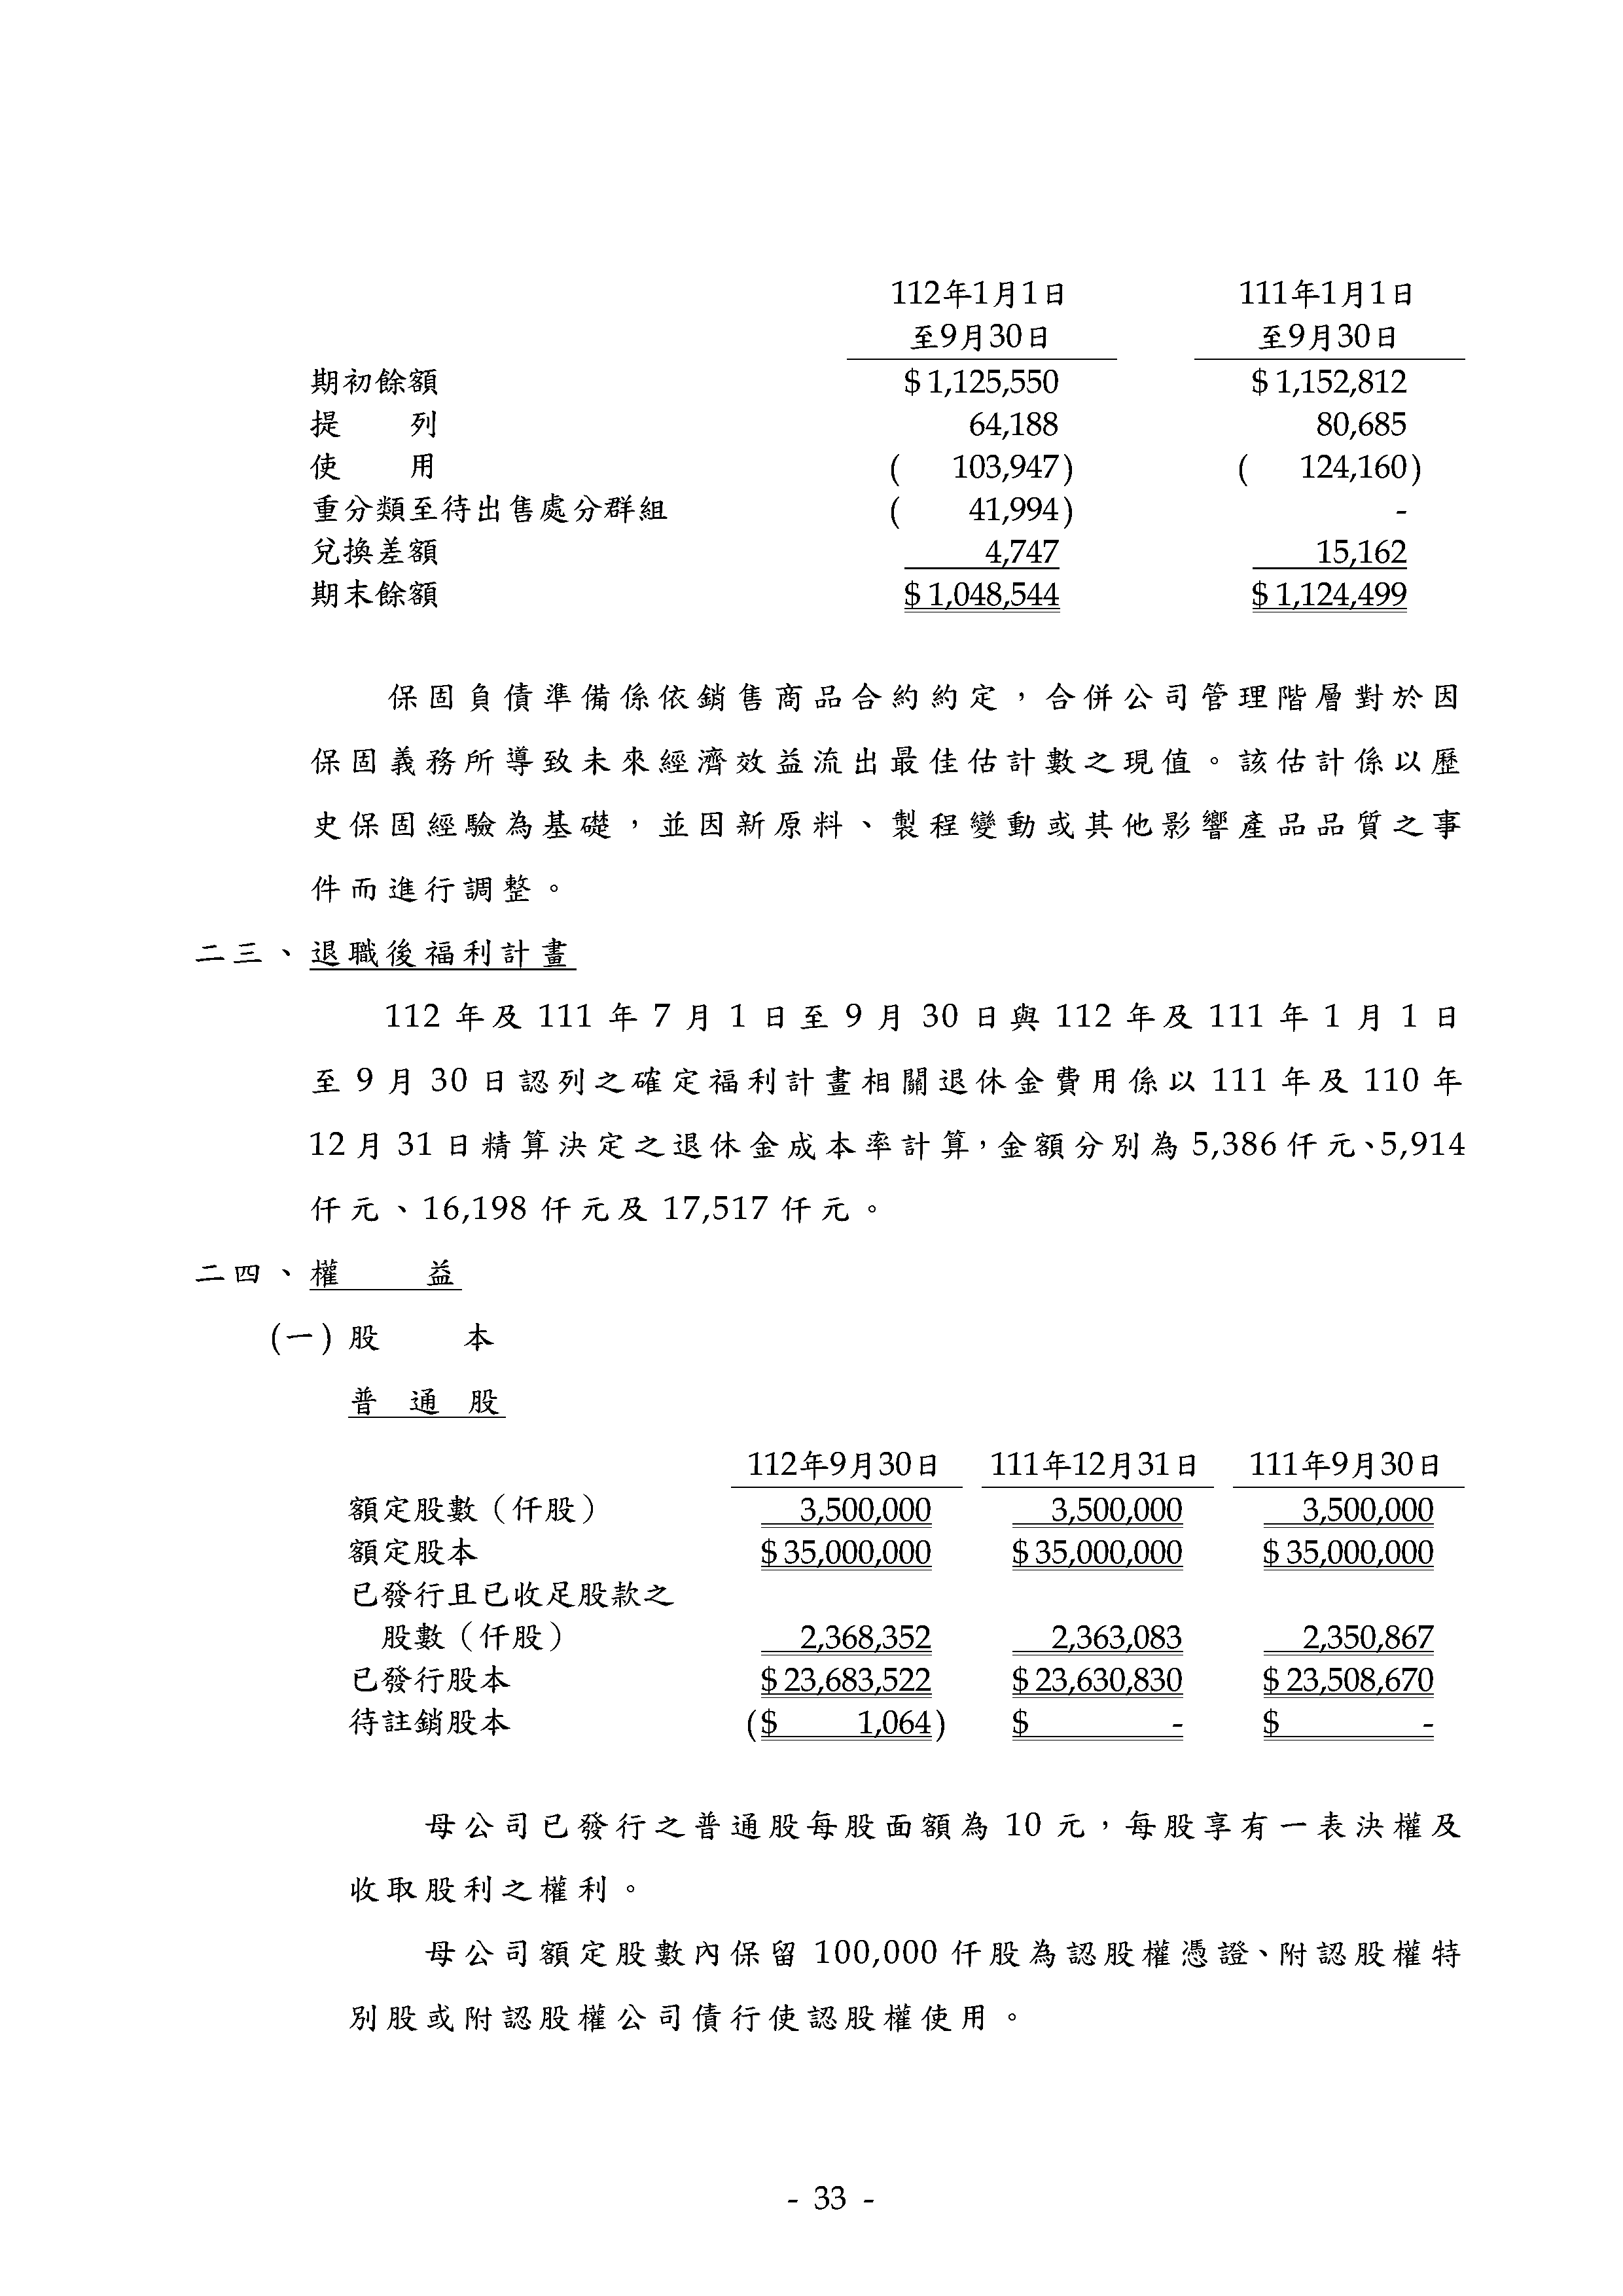 112年1月1日 111年1月1日
至9月30日 至9月30日
期初餘額 $ 1,125,550 $ 1,152,812
提 列 64,188 80,685
使 用 ( 103,947) ( 124,160)
重分類至待出售處分群組 ( 41,994) -
兌換差額 4,747 15,162
期末餘額 $ 1,048,544 $ 1,124,499
保固負債準備係依銷售商品合約約定,合併公司管理階層對於因
保固義務所導致未來經濟效益流出最佳估計數之現值。該估計係以歷
史保固經驗為基礎,並因新原料、製程變動或其他影響產品品質之事
件而進行調整。
二三、退職後福利計畫
112 年及 111 年 7 月 1 日至 9 月 30 日與 112 年及 111 年 1 月 1 日
至 9 月 30 日認列之確定福利計畫相關退休金費用係以 111 年及 110 年
12 月 31 日精算決定之退休金成本率計算,金額分別為 5,386 仟元、5,914
仟元、16,198 仟元及 17,517 仟元。
二四、權 益
(一) 股 本
普 通 股
112年9月30日 111年12月31日 111年9月30日
額定股數(仟股) 3,500,000 3,500,000 3,500,000
額定股本 $ 35,000,000 $ 35,000,000 $ 35,000,000
已發行且已收足股款之
股數(仟股) 2,368,352 2,363,083 2,350,867
已發行股本 $ 23,683,522 $ 23,630,830 $ 23,508,670
待註銷股本 ($ 1,064) $ - $ -
母公司已發行之普通股每股面額為 10 元,每股享有一表決權及
收取股利之權利。
母公司額定股數內保留 100,000 仟股為認股權憑證、附認股權特
別股或附認股權公司債行使認股權使用。
- 33 -